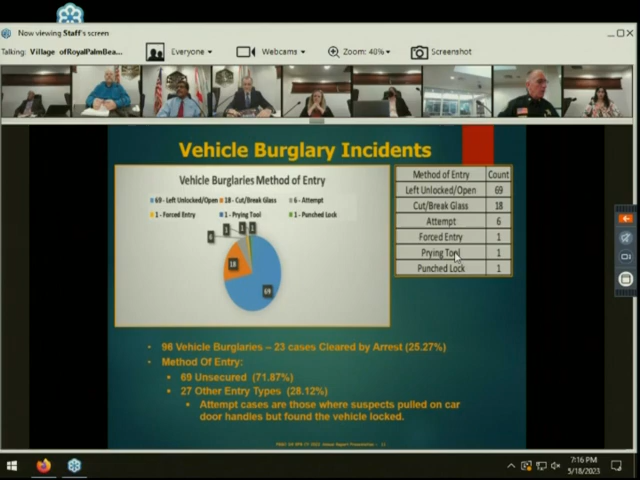 Now viewing Staff's screen
Talking: Village ofRoyalPalmBea...
Everyone
Webcams
Zoom: 40%
Screenshot
Vehicle Burglary Incidents
Vehicle Burglaries Method of Entry
69 - Left Unlocked/Open 18 - Cut/Break Glass 6 - Attempt
1 - Forced Entry 1 - Prying Tool 1 - Punched Lock
6 1 1 1
18
69
Method of Entry Count
Left Unlocked/Open 69
Cut/Break Glass 18
Attempt 6
Forced Entry 1
Prying Tool 1
Punched Lock 1
• 96 Vehicle Burglaries – 23 cases Cleared by Arrest (25.27%)
• Method Of Entry:
• 69 Unsecured (71.87%)
• 27 Other Entry Types (28.12%)
• Attempt cases are those where suspects pulled on car
door handles but found the vehicle locked.
7:16 PM
5/18/2023